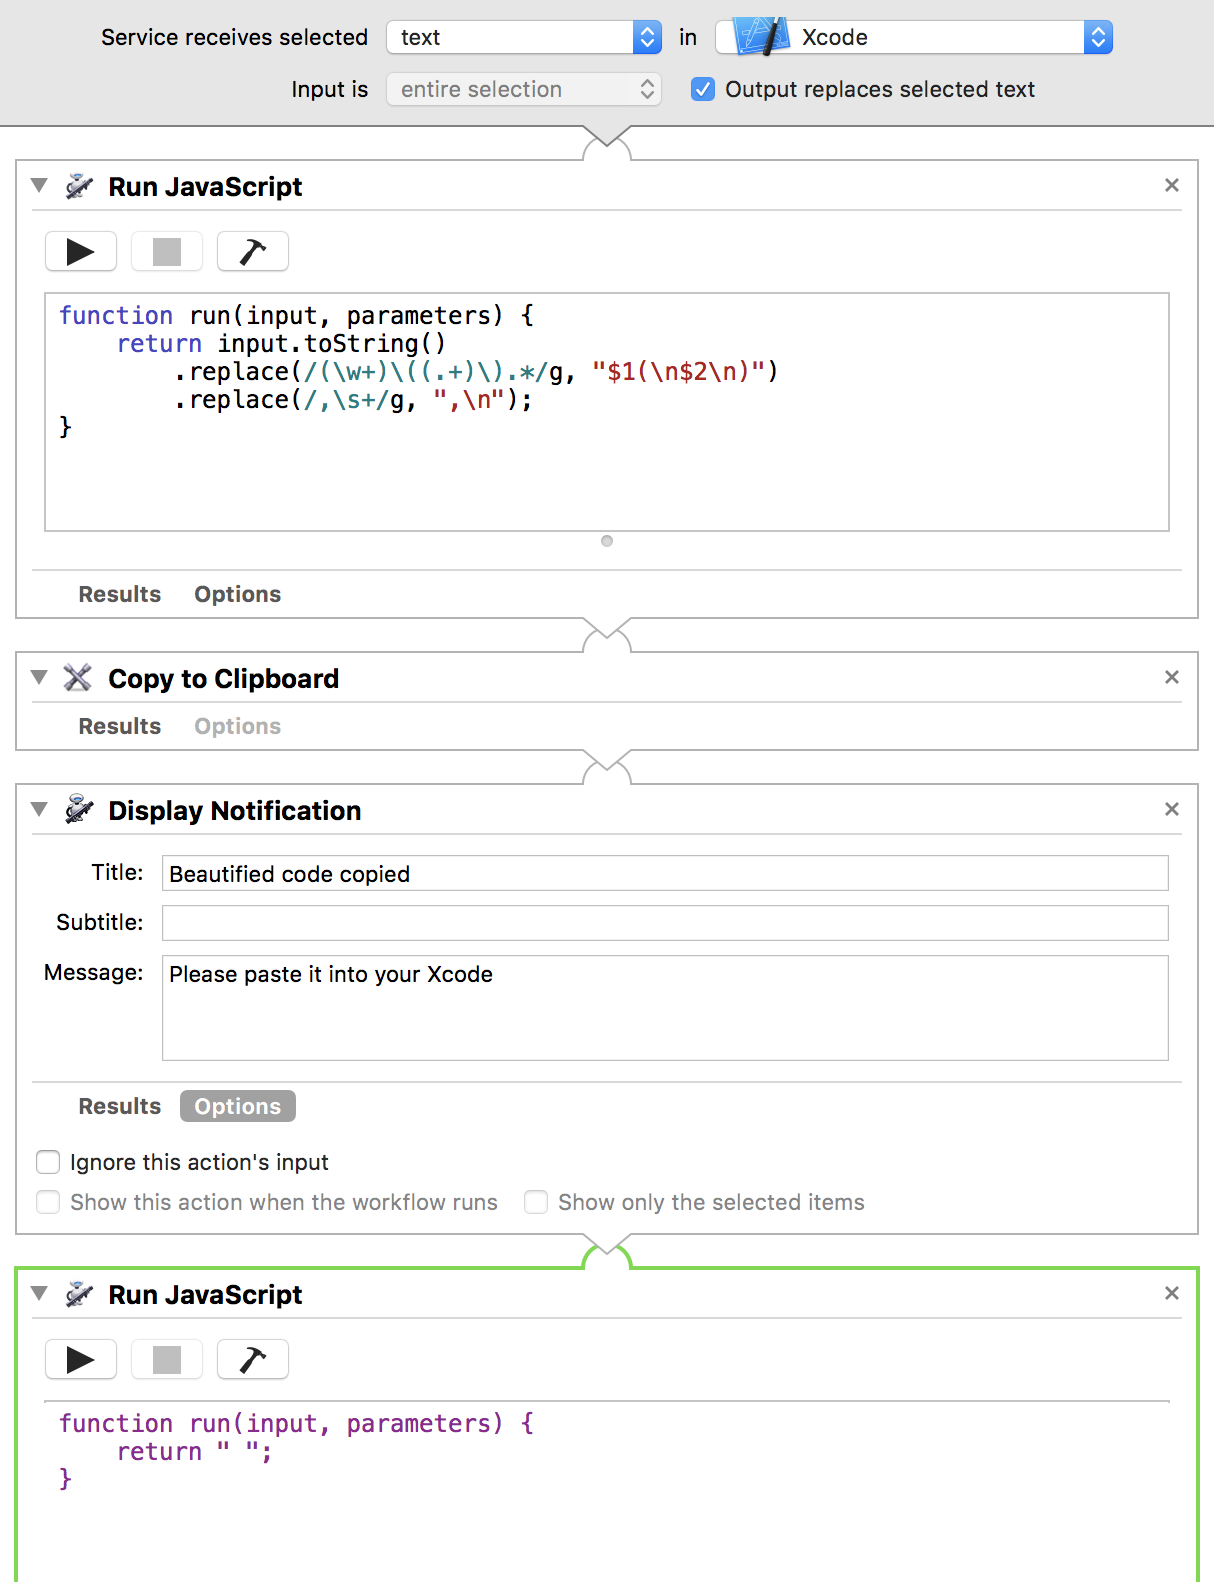 Service receives selected text in Xcode
Input is entire selection Output replaces selected text
Run JavaScript
function run(input, parameters) {
    return input.toString()
        .replace(/(\w+)\((.+)\).*/g, "$1(\n$2\n)")
        .replace(/,\s+/g, ",\n");
}
Results Options
Copy to Clipboard
Results Options
Display Notification
Title: Beautified code copied
Subtitle:
Message: Please paste it into your Xcode
Results Options
Ignore this action's input
Show this action when the workflow runs Show only the selected items
Run JavaScript
function run(input, parameters) {
    return " ";
}